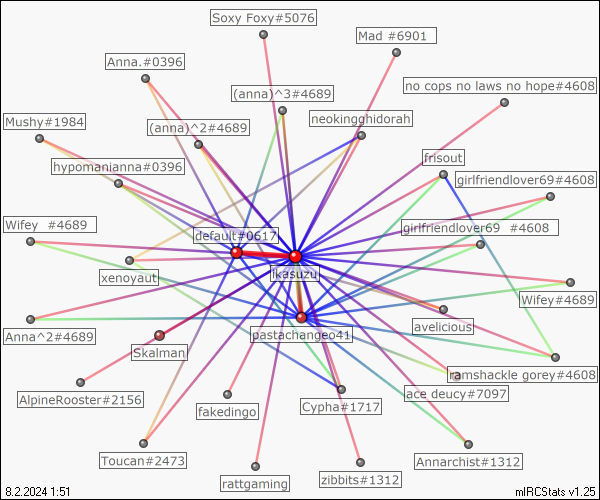 Soxy Foxy#5076
Mad #6901
Anna.#0396
no cops no laws no hope#4608
(anna)^3#4689
neokingghidorah
Mushy#1984
(anna)^2#4689
frisout
hypomanianna#0396
girlfriendlover69#4608
Wifey  #4689
default#0617
girlfriendlover69  #4608
xenoyaut
ikasuzu
Wifey#4689
Anna^2#4689
pastachangeo41
avelicious
Skalman
ramshackle gorey#4608
AlpineRooster#2156
fakedingo
Cypha#1717
ace deucy#7097
Toucan#2473
Annarchist#1312
rattgaming
zibbits#1312
8.2.2024 1:51
mIRCStats v1.25